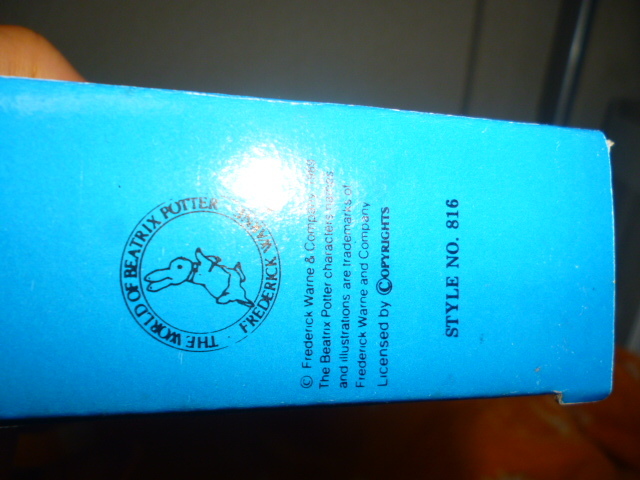 THE WORLD OF BEATRIX POTTER
FREDERICK
© Frederick Warne & Company
The Beatrix Potter characters names
and illustrations are trademarks of
Frederick Warne and Company
Licensed by COPYRIGHTS
STYLE NO. 816